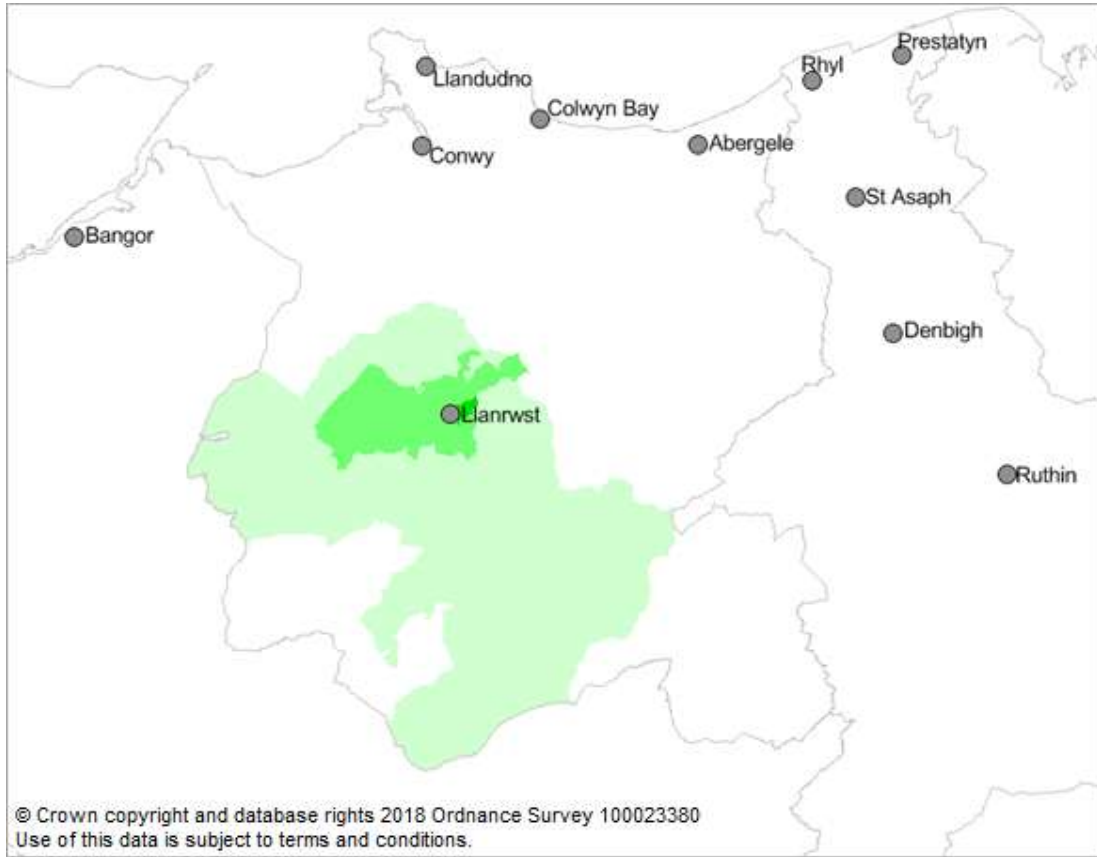 Prestatyn
Rhyl
Llandudno
Colwyn Bay
Conwy
Abergele
St Asaph
Bangor
Denbigh
Llanrwst
Ruthin
© Crown copyright and database rights 2018 Ordnance Survey 100023380
Use of this data is subject to terms and conditions.